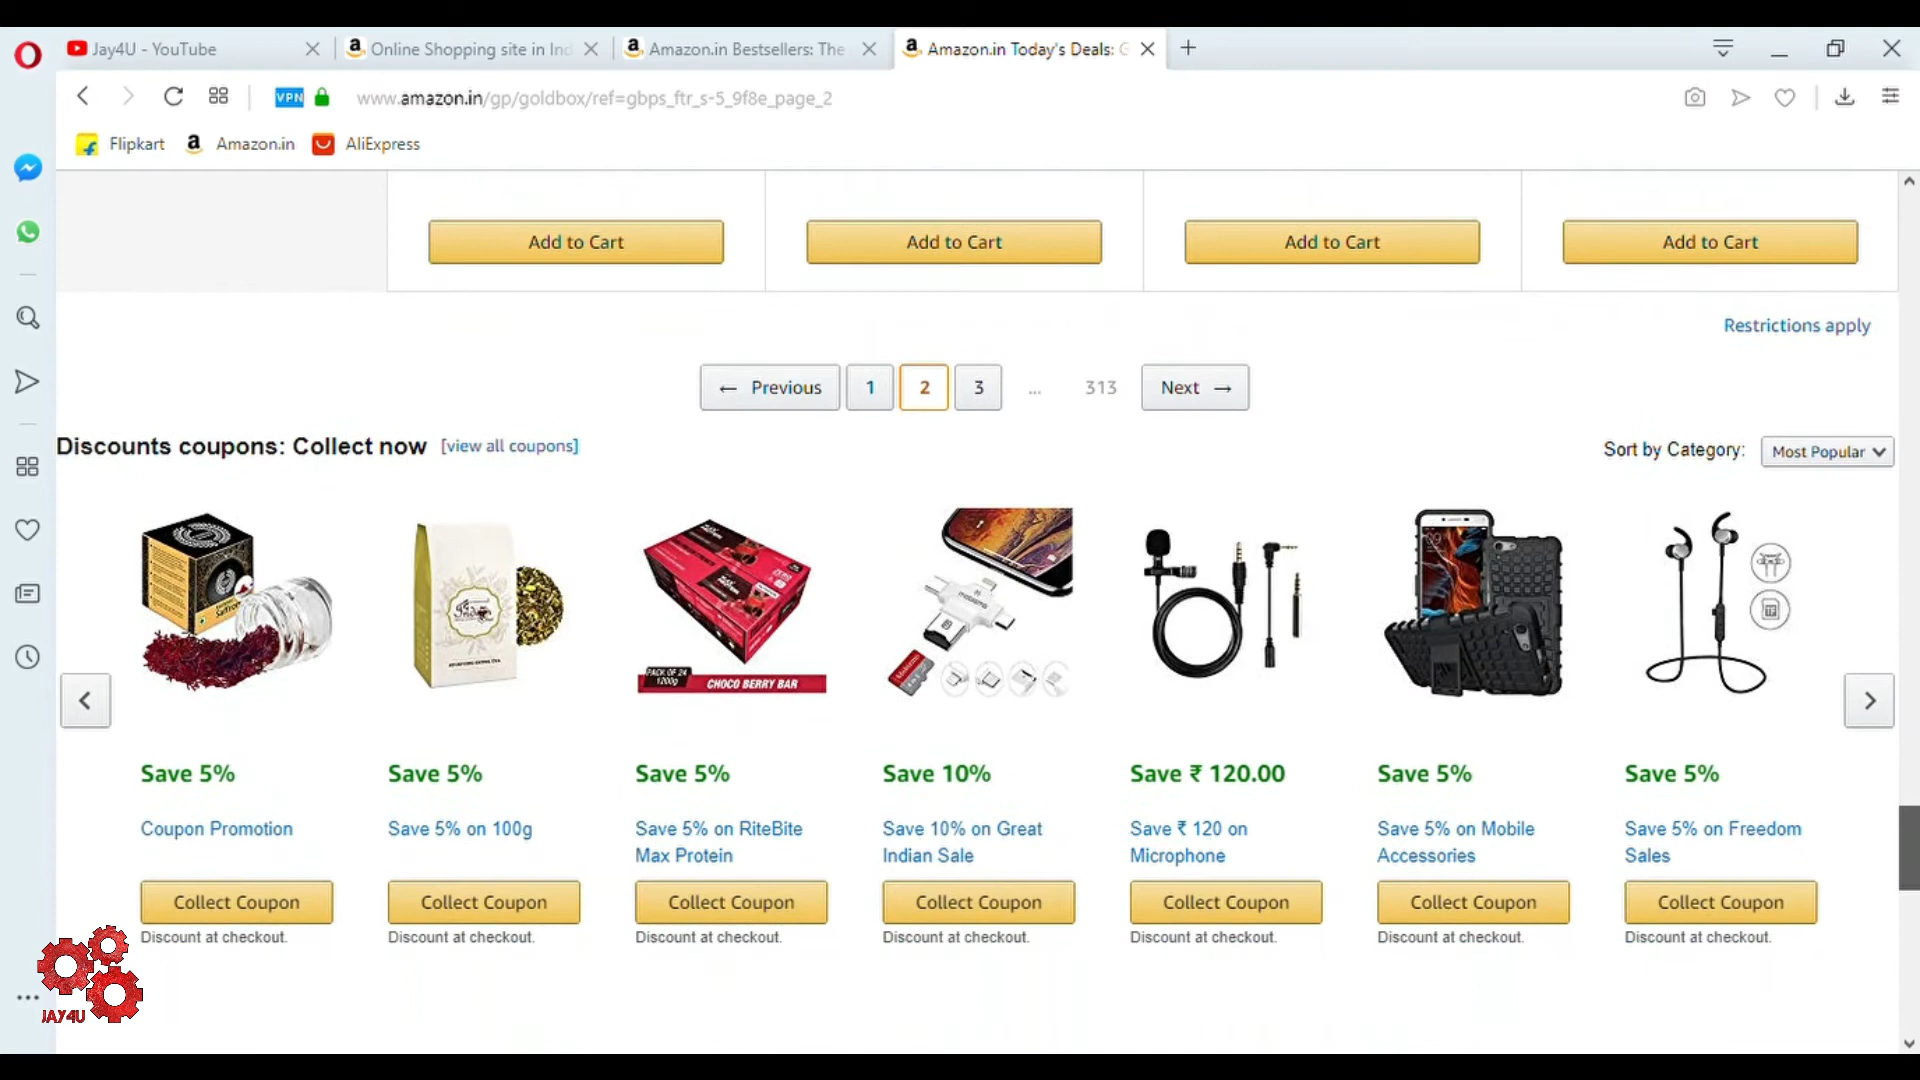 Jay4U - YouTube
Online Shopping site in Ind
Amazon.in Bestsellers: The
Amazon.in Today's Deals: G
VPN
www.amazon.in/gp/goldbox/ref=gbps_ftr_s-5_9f8e_page_2
Flipkart
Amazon.in
AliExpress
Add to Cart
Add to Cart
Add to Cart
Add to Cart
Restrictions apply
← Previous 1 2 3 ... 313 Next →
Discounts coupons: Collect now [view all coupons]
Sort by Category: Most Popular
PACK OF 24
1200g
CHOCO BERRY BAR
Save 5%
Save 5%
Save 5%
Save 10%
Save ₹ 120.00
Save 5%
Save 5%
Coupon Promotion
Save 5% on 100g
Save 5% on RiteBite
Max Protein
Save 10% on Great
Indian Sale
Save ₹ 120 on
Microphone
Save 5% on Mobile
Accessories
Save 5% on Freedom
Sales
Collect Coupon
Collect Coupon
Collect Coupon
Collect Coupon
Collect Coupon
Collect Coupon
Collect Coupon
Discount at checkout.
Discount at checkout.
Discount at checkout.
Discount at checkout.
Discount at checkout.
Discount at checkout.
Discount at checkout.
JAY4U